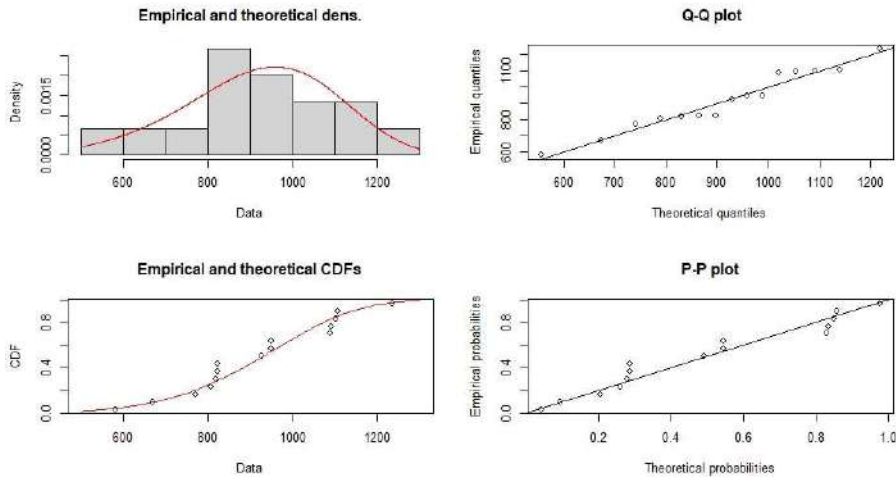 Empirical and theoretical dens.
Density
0.0000
0.0015
600
800
1000
1200
Data
Q-Q plot
Empirical quantiles
600
800
1100
600
700
800
900
1000
1100
1200
Theoretical quantiles
Empirical and theoretical CDFs
CDF
0.0
0.4
0.8
600
800
1000
1200
Data
P-P plot
Empirical probabilities
0.0
0.4
0.8
0.2
0.4
0.6
0.8
1.0
Theoretical probabilities